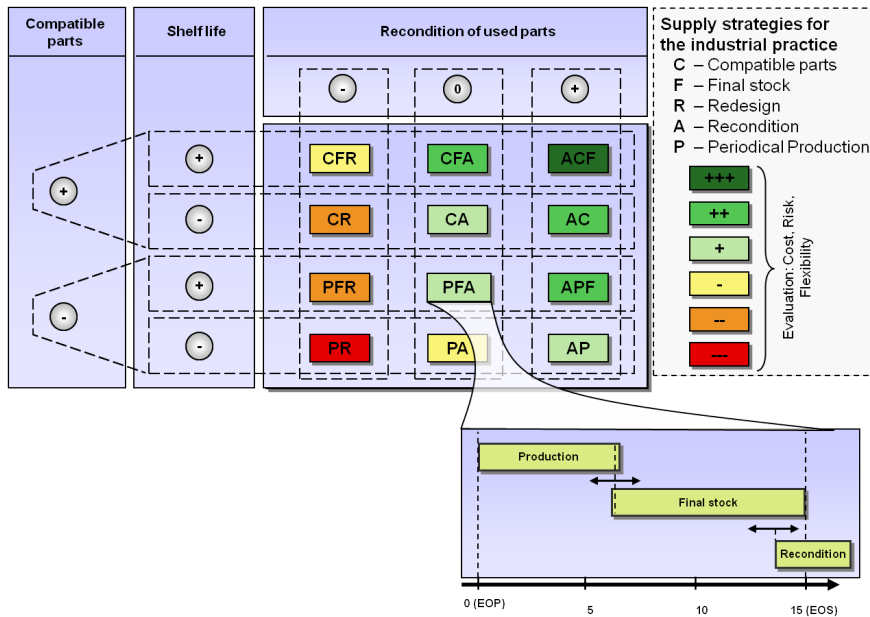 Compatible
parts
Shelf life
Recondition of used parts
-
0
+
+
+
CFR
CFA
ACF
-
CR
CA
AC
-
+
PFR
PFA
APF
-
PR
PA
AP
Supply strategies for
the industrial practice
C – Compatible parts
F – Final stock
R – Redesign
A – Recondition
P – Periodical Production
+++
++
+
-
--
---
Evaluation: Cost, Risk,
Flexibility
Production
Final stock
Recondition
0 (EOP)
5
10
15 (EOS)